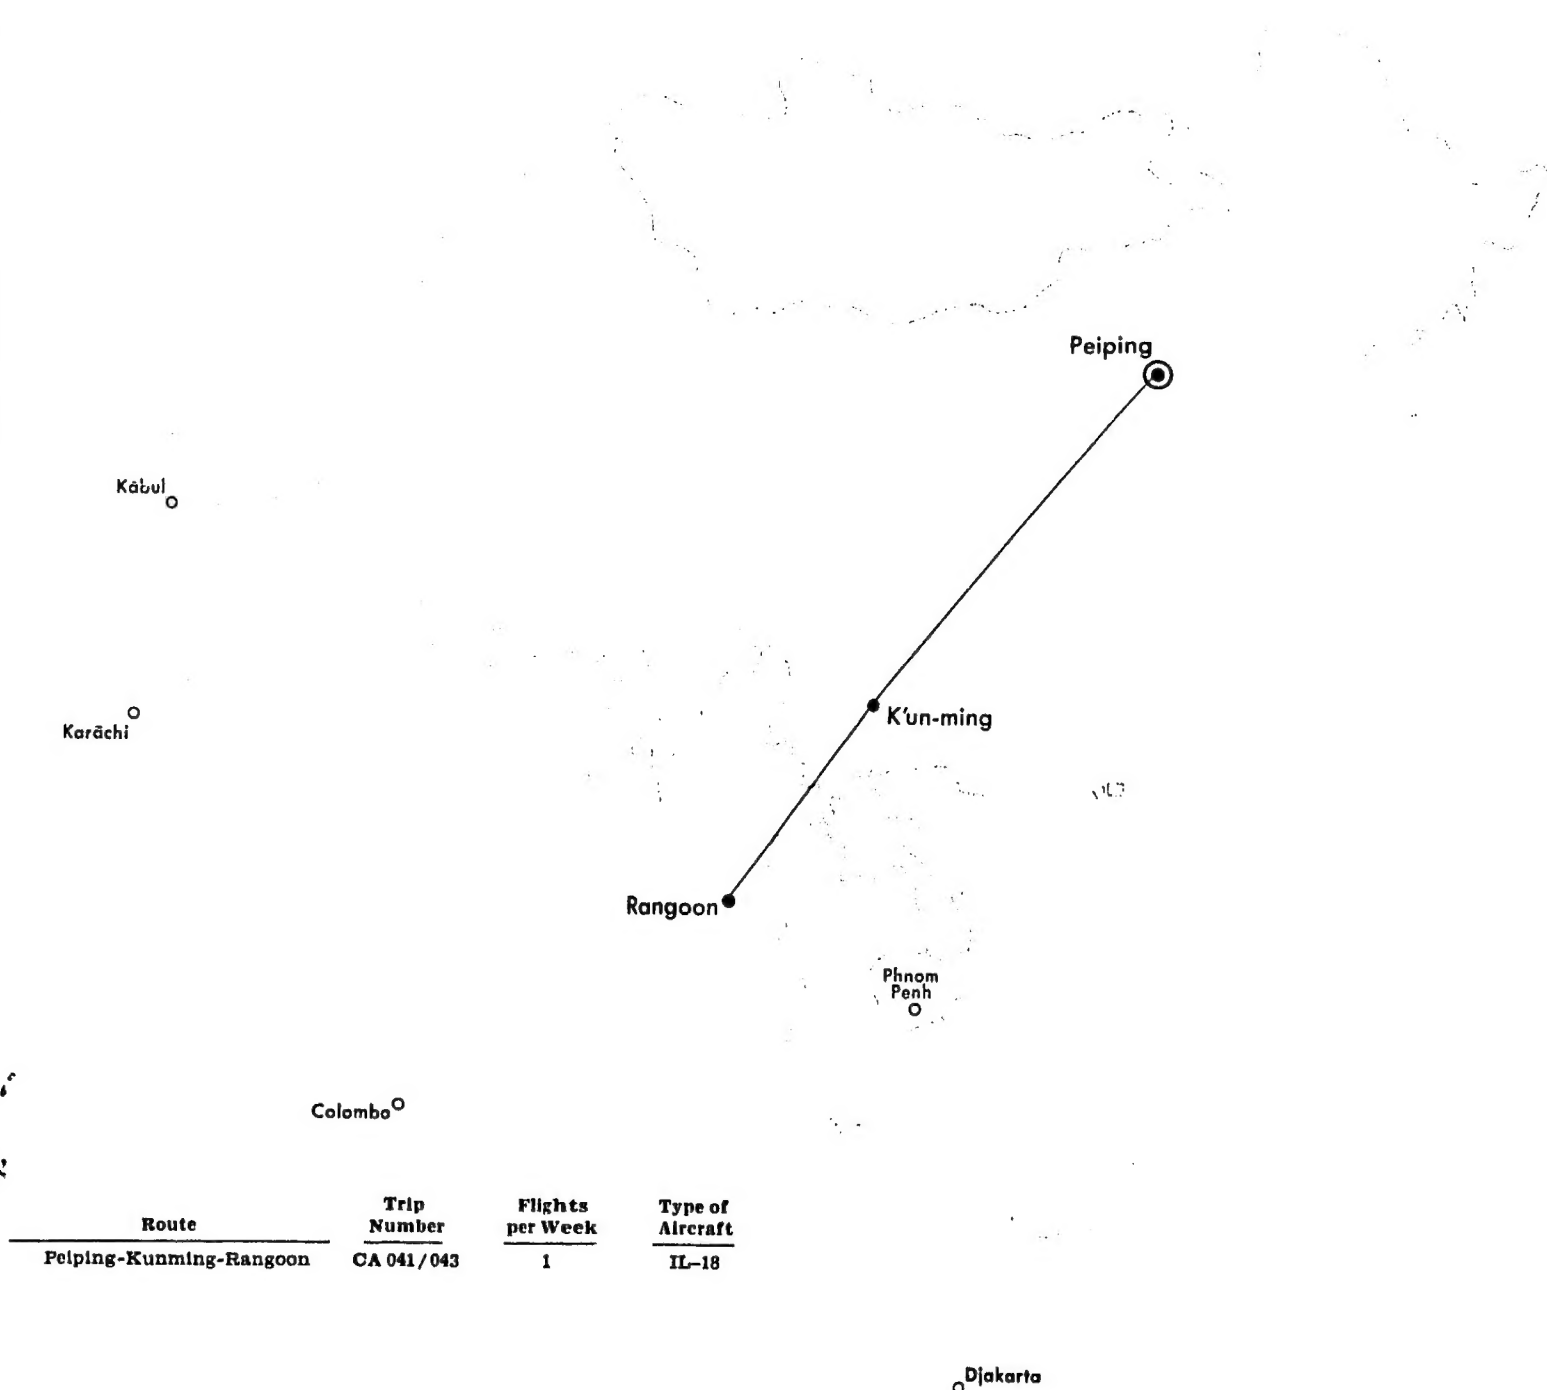 Peiping
Kābul
K'un-ming
Karāchi
Rangoon
Phnom
Penh
Colombo
Route
Trip
Number
Flights
per Week
Type of
Aircraft
Peiping-Kunming-Rangoon
CA 041/043
1
IL-18
Djakarta